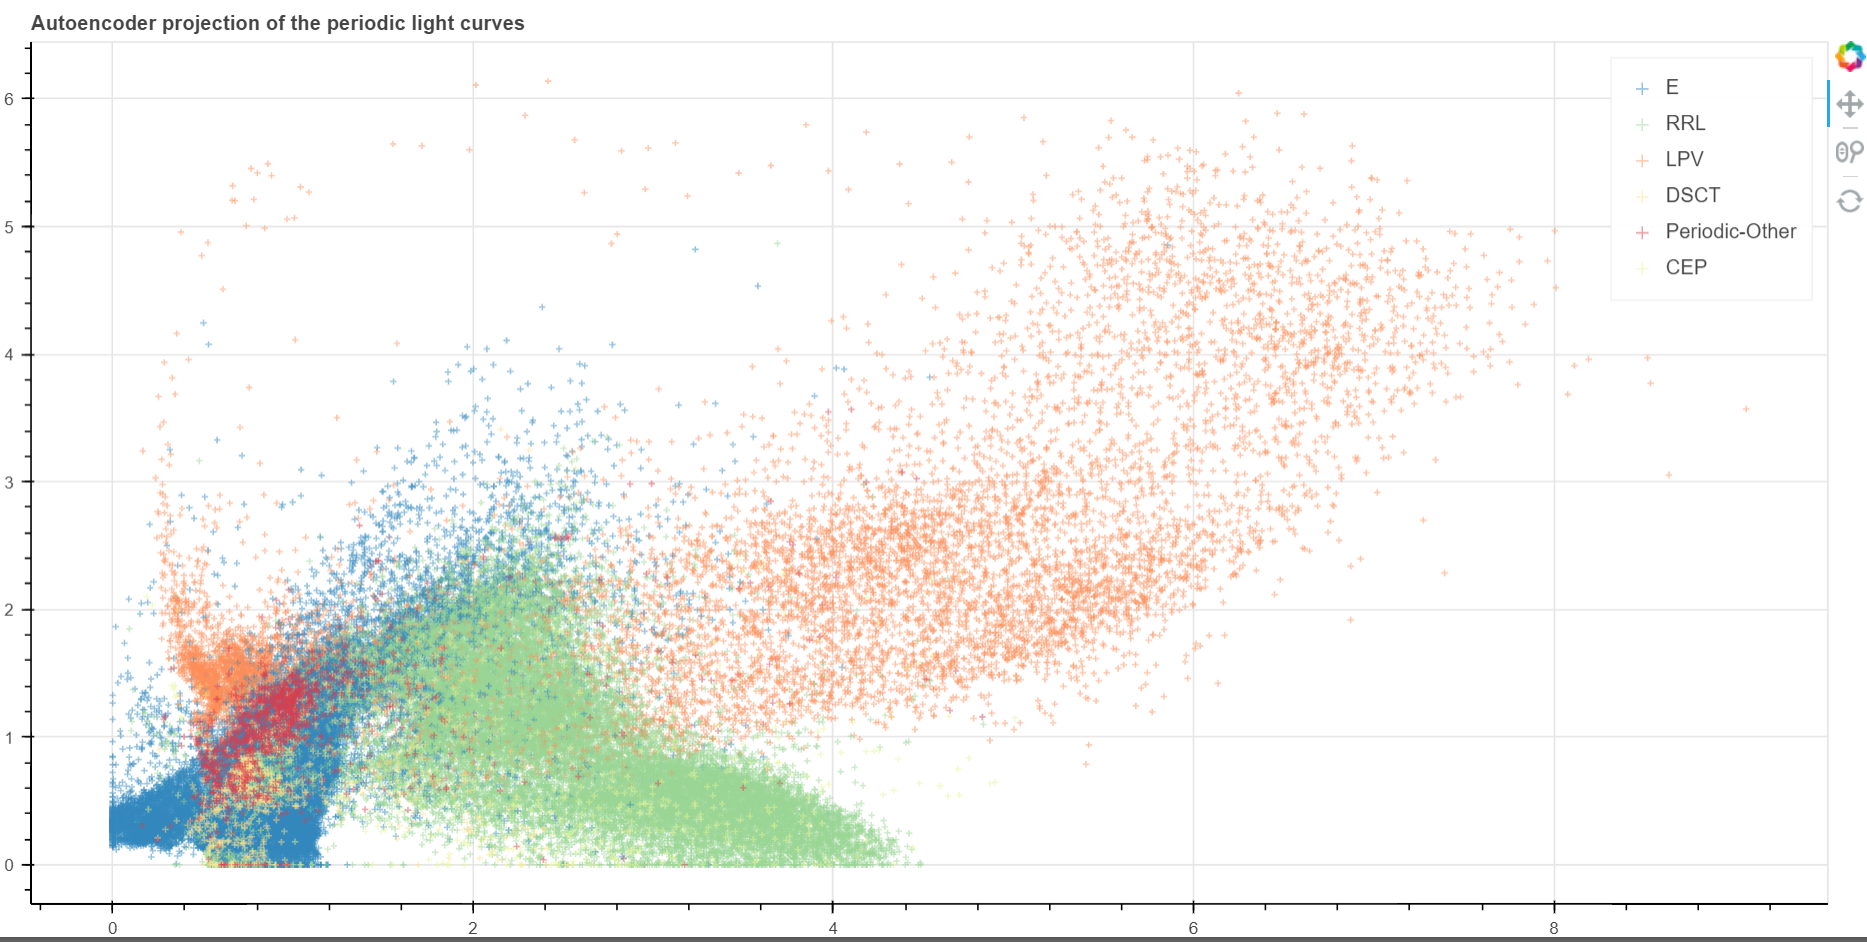 Autoencoder projection of the periodic light curves
E
RRL
LPV
DSCT
Periodic-Other
CEP
6
5
4
3
2
1
0
0 2 4 6 8